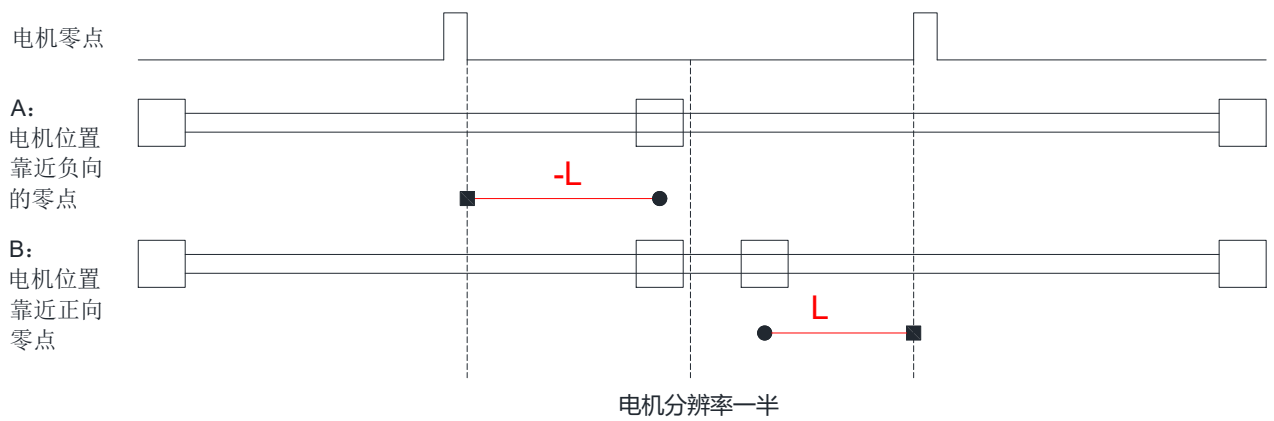 电机零点
A：
电机位置
靠近负向
的零点
-L
B：
电机位置
靠近正向
零点
L
电机分辨率一半